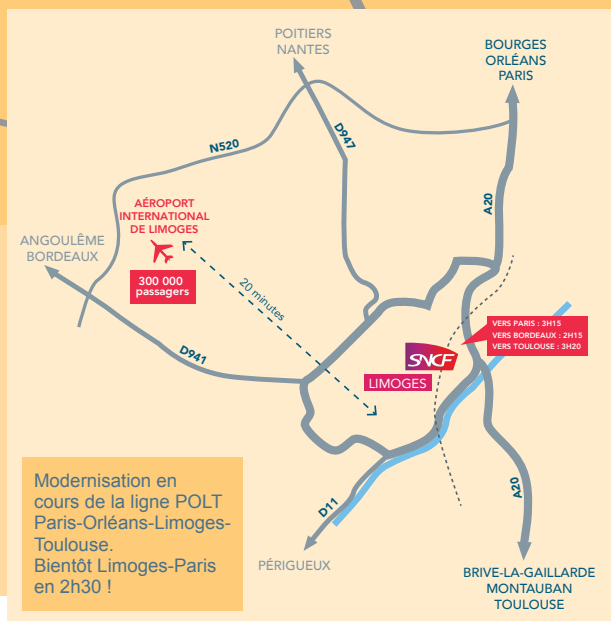 POITIERS
NANTES
BOURGES
ORLÉANS
PARIS
D947
N520
A20
AÉROPORT
INTERNATIONAL
DE LIMOGES
ANGOULÊME
BORDEAUX
300 000
passagers
20 minutes
VERS PARIS : 3H15
VERS BORDEAUX : 2H15
VERS TOULOUSE : 3H20
SNCF
D941
LIMOGES
Modernisation en
cours de la ligne POLT
Paris-Orléans-Limoges-
Toulouse.
Bientôt Limoges-Paris
en 2h30 !
D11
A20
PÉRIGUEUX
BRIVE-LA-GAILLARDE
MONTAUBAN
TOULOUSE